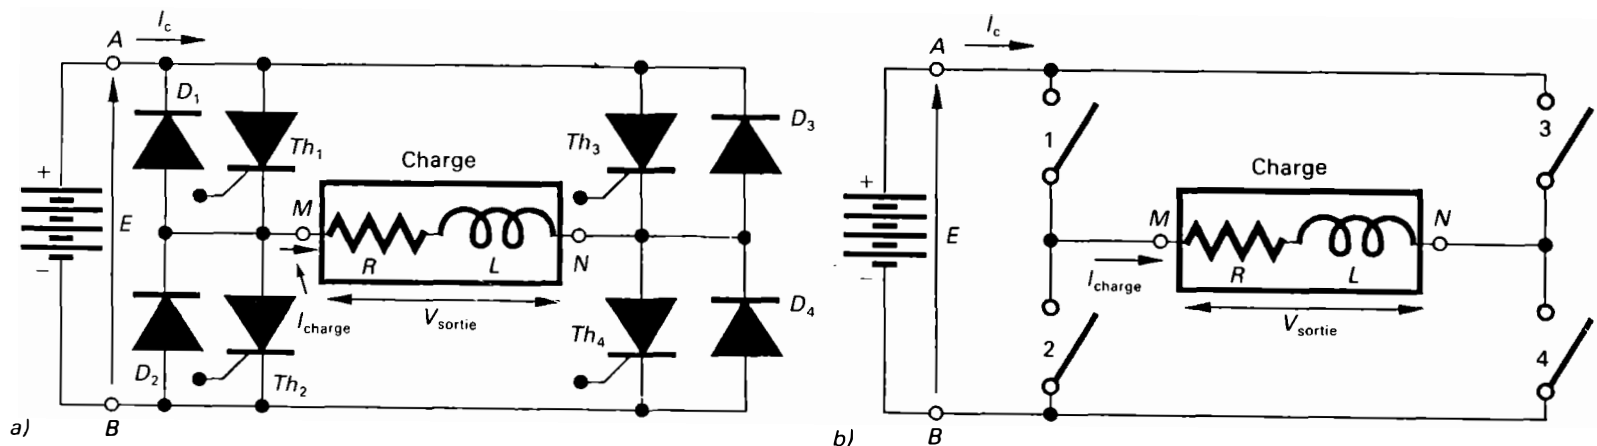 A
I_c
D_1
Th_1
Th_3
D_3
Charge
+
E
M
N
R
L
−
I_charge
V_sortie
D_2
Th_2
Th_4
D_4
B
a)
A
I_c
1
3
Charge
+
E
M
N
R
L
−
I_charge
V_sortie
2
4
B
b)